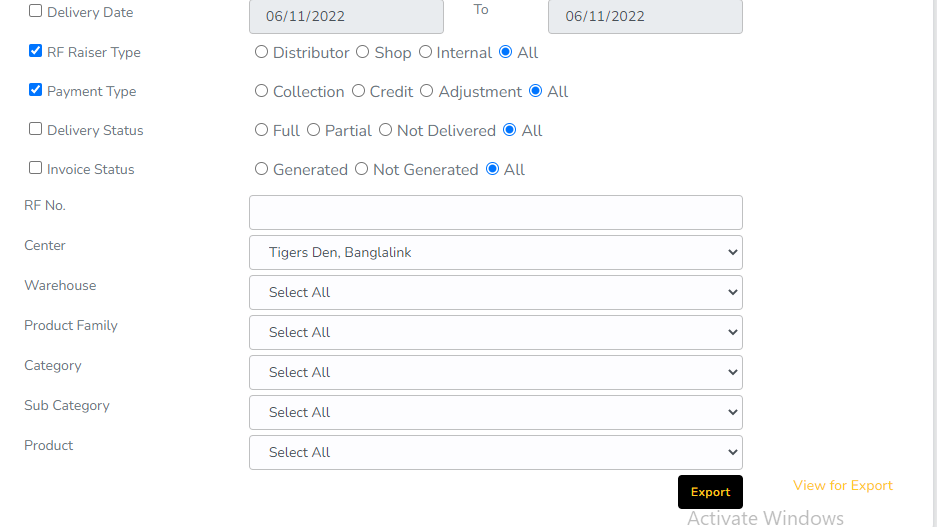 Delivery Date 06/11/2022 To 06/11/2022
RF Raiser Type Distributor Shop Internal All
Payment Type Collection Credit Adjustment All
Delivery Status Full Partial Not Delivered All
Invoice Status Generated Not Generated All
RF No.
Center Tigers Den, Banglalink
Warehouse Select All
Product Family Select All
Category Select All
Sub Category Select All
Product Select All
Export View for Export
Activate Windows